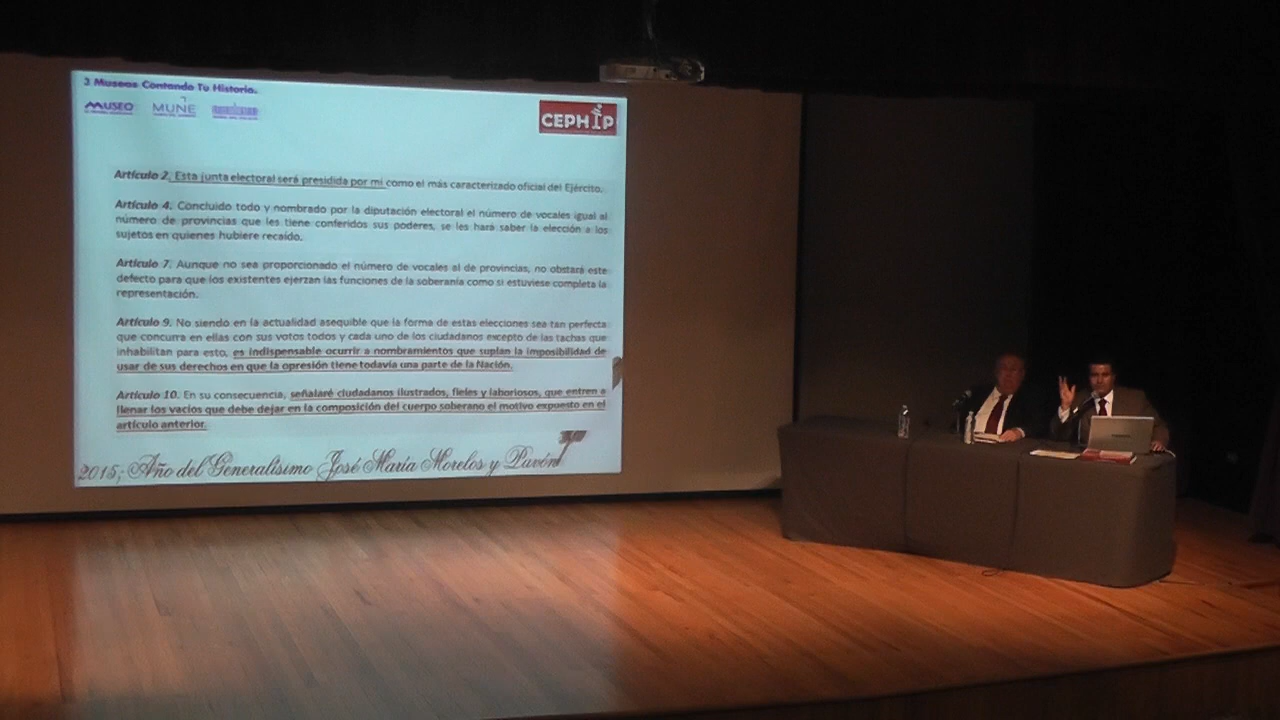 3 Museos Contando Tu Historia.
MUSEO MUNE
CEPHIP
Artículo 2. Esta junta electoral será presidida por mi como el más caracterizado oficial del Ejército.
Artículo 4. Concluido todo y nombrado por la diputación electoral el número de vocales igual al
número de provincias que les tiene conferidos sus poderes, se les hará saber la elección a los
sujetos en quienes hubiere recaído.
Artículo 7. Aunque no sea proporcionado el número de vocales al de provincias, no obstará este
defecto para que los existentes ejerzan las funciones de la soberanía como si estuviese completa la
representación.
Artículo 9. No siendo en la actualidad asequible que la forma de estas elecciones sea tan perfecta
que concurra en ellas con sus votos todos y cada uno de los ciudadanos excepto de las tachas que
inhabilitan para esto, es indispensable ocurrir a nombramientos que suplan la imposibilidad de
usar de sus derechos en que la opresión tiene todavía una parte de la Nación.
Artículo 10. En su consecuencia, señalaré ciudadanos ilustrados, fieles y laboriosos, que entren a
llenar los vacíos que debe dejar en la composición del cuerpo soberano el motivo expuesto en el
artículo anterior.
2015; Año del Generalísimo José María Morelos y Pavón